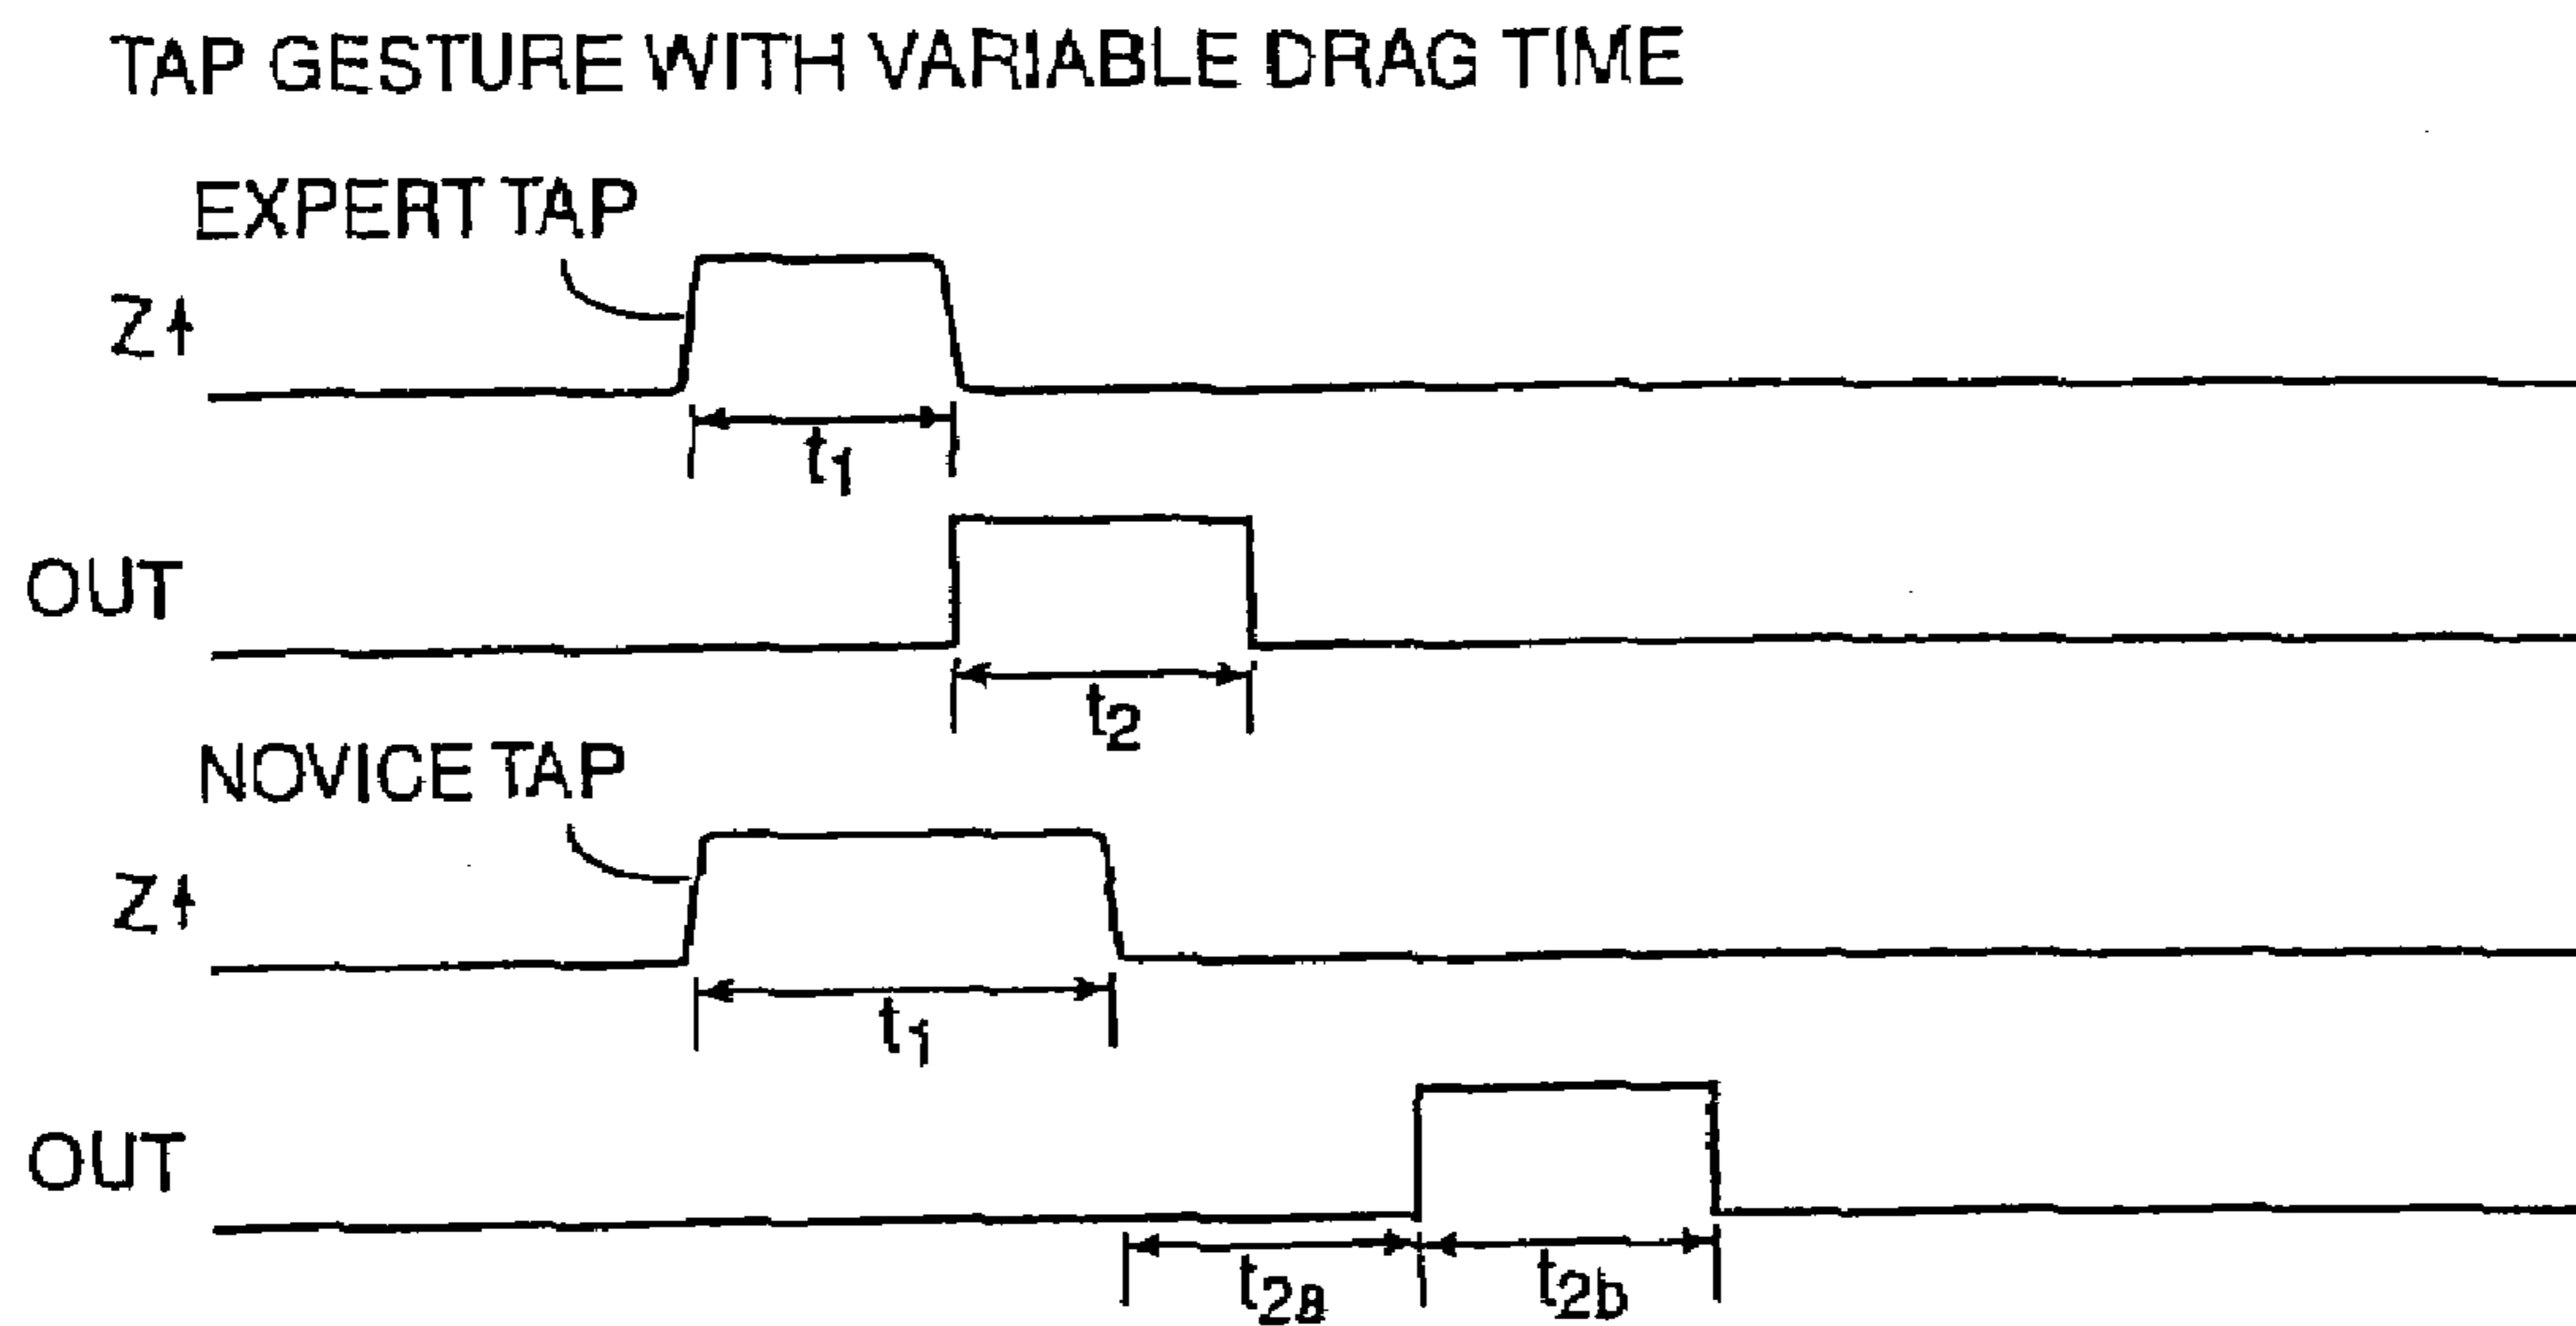 TAP GESTURE WITH VARIABLE DRAG TIME
EXPERT TAP
Z
t1
OUT
t2
NOVICE TAP
Z
t1
OUT
t2a t2b